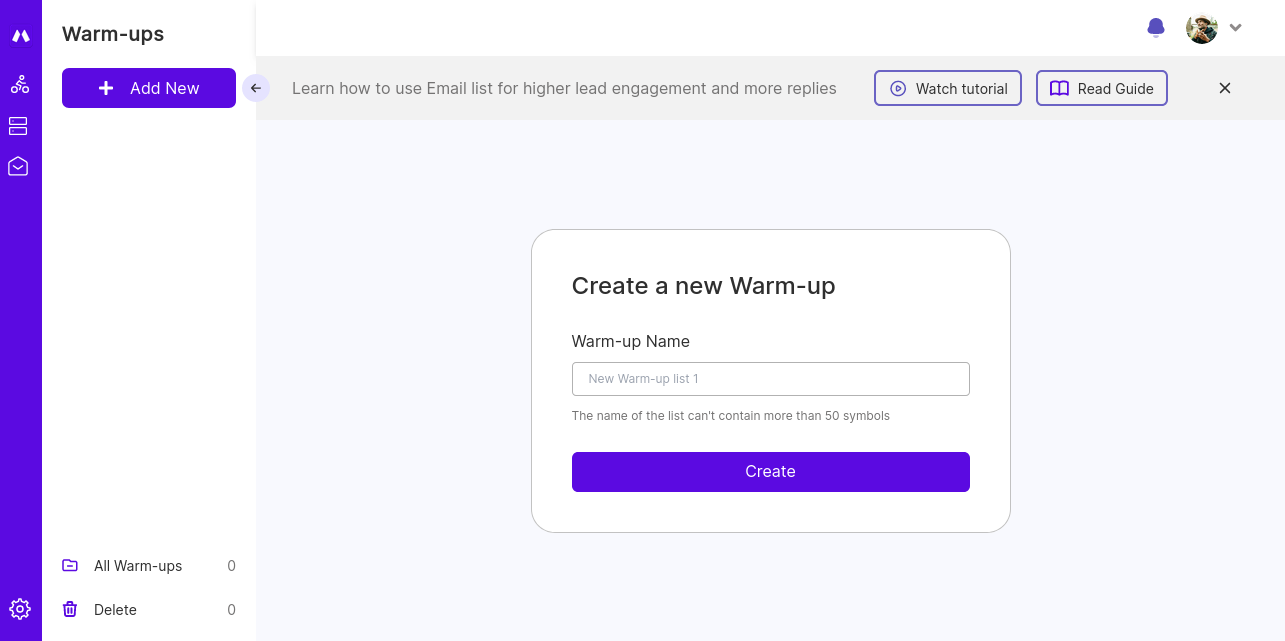 Warm-ups
Add New
Learn how to use Email list for higher lead engagement and more replies
Watch tutorial
Read Guide
Create a new Warm-up
Warm-up Name
New Warm-up list 1
The name of the list can't contain more than 50 symbols
Create
All Warm-ups 0
Delete 0